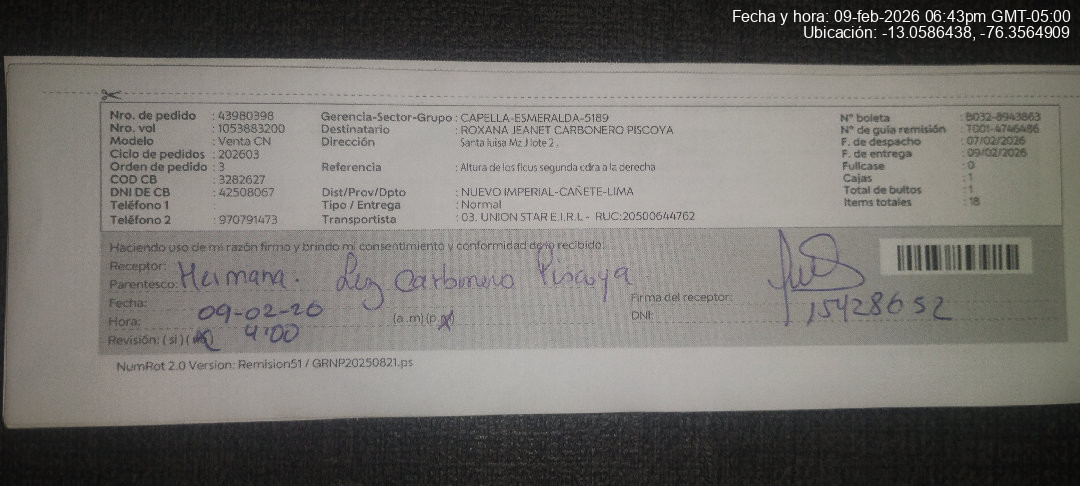 Fecha y hora: 09-feb-2026 06:43pm GMT-05:00
Ubicación: -13.0586438, -76.3564909
Nro. de pedido : 43980398
Nro. vol : 1053883200
Modelo : Venta CN
Ciclo de pedidos : 202603
Orden de pedido : 3
COD CB : 3282627
DNI DE CB : 42508067
Teléfono 1 :
Teléfono 2 : 970791473
Gerencia-Sector-Grupo : CAPELLA-ESMERALDA-5189
Destinatario : ROXANA JEANET CARBONERO PISCOYA
Dirección Santa luisa Mz J lote 2 .
Referencia : Altura de los ficus segunda cdra a la derecha
Dist/Prov/Dpto : NUEVO IMPERIAL-CAÑETE-LIMA
Tipo / Entrega : Normal
Transportista : 03. UNION STAR E.I.R.L - RUC:20500644762
N° boleta : B032-8943863
N° de guía remisión : T001-4746486
F. de despacho : 07/02/2026
F. de entrega : 09/02/2026
Fullcase : 0
Cajas : 1
Total de bultos : 1
Items totales : 18
Haciendo uso de mi razón firmo y brindo mi consentimiento y conformidad de lo recibido.
Receptor:
Parentesco: Hermana. Luz Carbonero Piscoya
Fecha: 09-02-26
Hora: 4:00 (a .m) (p.
Revisión: ( si ) (
Firma del receptor:
DNI: 15428652
NumRot 2.0 Version: Remision51 / GRNP20250821.ps